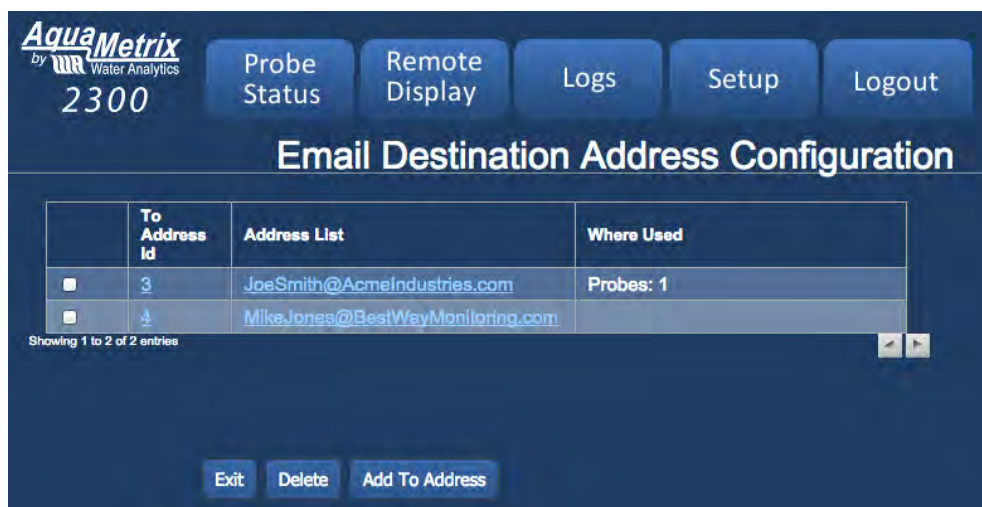 AquaMetrix
by WA Water Analytics
2300
Probe Status
Remote Display
Logs
Setup
Logout
Email Destination Address Configuration
To Address Id
Address List
Where Used
3
JoeSmith@AcmeIndustries.com
Probes: 1
4
MikeJones@BestWayMonitoring.com
Showing 1 to 2 of 2 entries
Exit
Delete
Add To Address